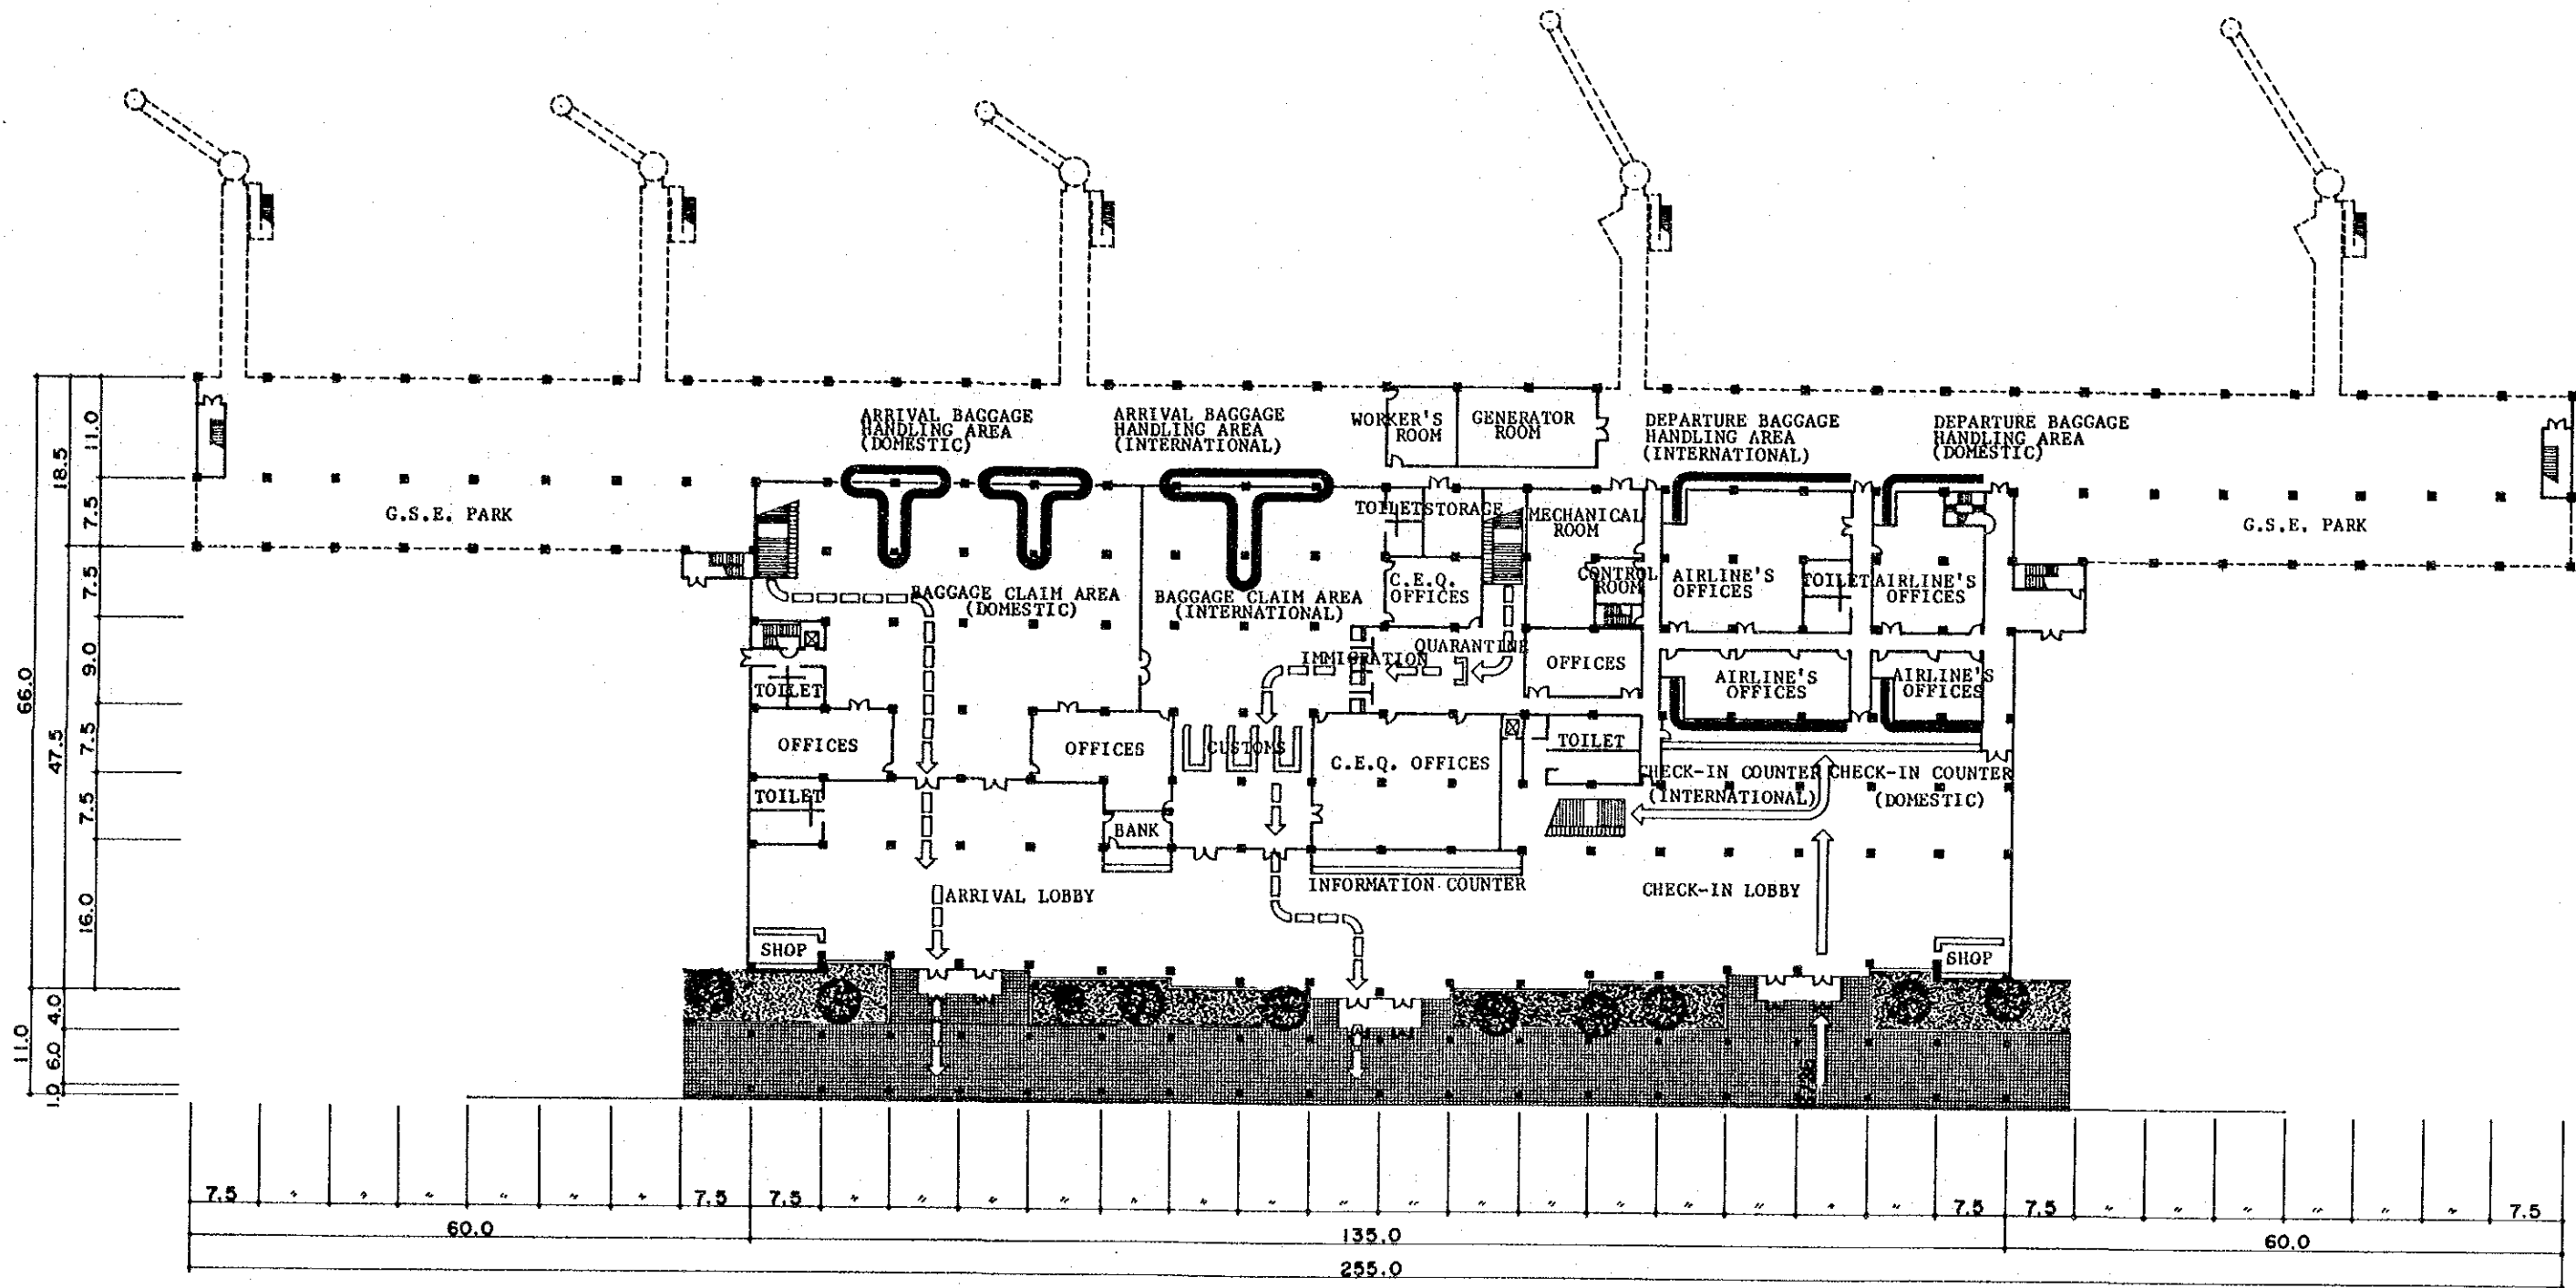 ARRIVAL BAGGAGE
HANDLING AREA
(DOMESTIC)
ARRIVAL BAGGAGE
HANDLING AREA
(INTERNATIONAL)
WORKER'S
ROOM
GENERATOR
ROOM
DEPARTURE BAGGAGE
HANDLING AREA
(INTERNATIONAL)
DEPARTURE BAGGAGE
HANDLING AREA
(DOMESTIC)
G.S.E. PARK
TOILET
STORAGE
MECHANICAL
ROOM
G.S.E. PARK
BAGGAGE CLAIM AREA
(DOMESTIC)
BAGGAGE CLAIM AREA
(INTERNATIONAL)
C.E.Q.
OFFICES
CONTROL
ROOM
AIRLINE'S
OFFICES
TOILET
AIRLINE'S
OFFICES
IMMIGRATION
QUARANTINE
OFFICES
AIRLINE'S
OFFICES
AIRLINE'S
OFFICES
TOILET
OFFICES
OFFICES
CUSTOMS
C.E.Q. OFFICES
TOILET
CHECK-IN COUNTER
(INTERNATIONAL)
CHECK-IN COUNTER
(DOMESTIC)
TOILET
BANK
ARRIVAL LOBBY
INFORMATION COUNTER
CHECK-IN LOBBY
SHOP
SHOP
66.0
11.0
18.5
47.5
11.0
7.5
7.5
9.0
7.5
7.5
16.0
4.0
6.0
1.0
7.5 " " " " " " 7.5 7.5 " " " " " " " " " " " " " " " " 7.5 7.5 " " " " " " 7.5
60.0 135.0 60.0
255.0